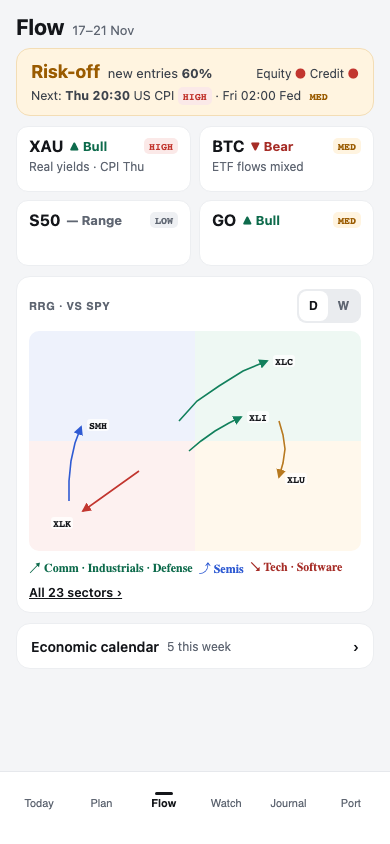 Flow 17–21 Nov
Risk-off new entries 60% Equity Credit
Next: Thu 20:30 US CPI HIGH · Fri 02:00 Fed MED
XAU ▲ Bull HIGH
Real yields · CPI Thu
BTC ▼ Bear MED
ETF flows mixed
S50 — Range LOW
GO ▲ Bull MED
RRG · VS SPY D W
XLC
XLI
SMH
XLU
XLK
↗ Comm · Industrials · Defense ⤴ Semis ↘ Tech · Software
All 23 sectors ›
Economic calendar 5 this week ›
Today Plan Flow Watch Journal Port